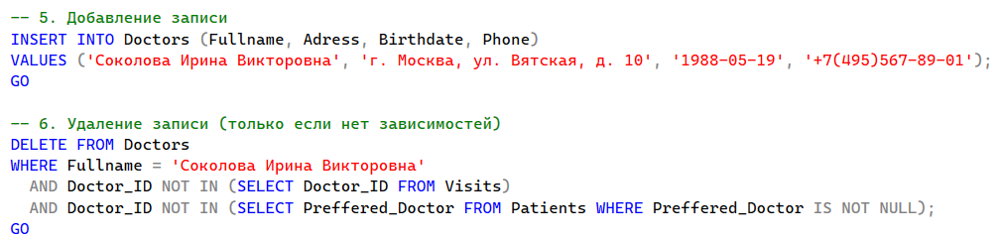 -- 5. Добавление записи
INSERT INTO Doctors (Fullname, Adress, Birthdate, Phone)
VALUES ('Соколова Ирина Викторовна', 'г. Москва, ул. Вятская, д. 10', '1988-05-19', '+7(495)567-89-01');
GO

-- 6. Удаление записи (только если нет зависимостей)
DELETE FROM Doctors
WHERE Fullname = 'Соколова Ирина Викторовна'
  AND Doctor_ID NOT IN (SELECT Doctor_ID FROM Visits)
  AND Doctor_ID NOT IN (SELECT Preffered_Doctor FROM Patients WHERE Preffered_Doctor IS NOT NULL);
GO